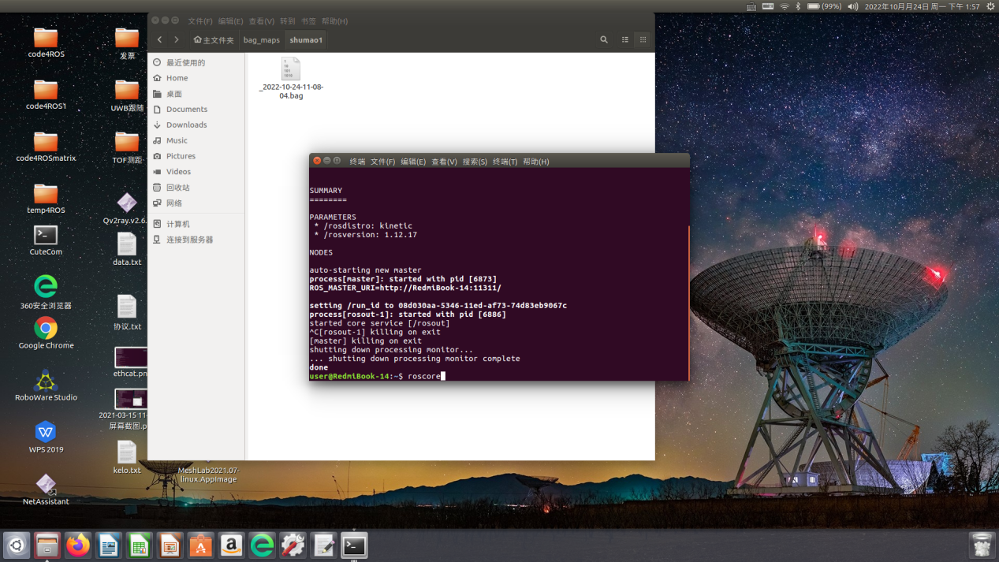 (99%)
2022年10月24日 周一 下午 1:57
文件(F) 编辑(E) 查看(V) 转到 书签 帮助(H)
主文件夹 bag_maps shumao1
最近使用的
Home
桌面
Documents
Downloads
Music
Pictures
Videos
回收站
网络
计算机
连接到服务器
_2022-10-24-11-08-
04.bag
终端 文件(F) 编辑(E) 查看(V) 搜索(S) 终端(T) 帮助(H)
SUMMARY
========
PARAMETERS
* /rosdistro: kinetic
* /rosversion: 1.12.17
NODES
auto-starting new master
process[master]: started with pid [6873]
ROS_MASTER_URI=http://RedmiBook-14:11311/
setting /run_id to 08d030aa-5346-11ed-af73-74d83eb9067c
process[rosout-1]: started with pid [6886]
started core service [/rosout]
^C[rosout-1] killing on exit
[master] killing on exit
shutting down processing monitor...
... shutting down processing monitor complete
done
user@RedmiBook-14:~$ roscore
code4ROS
code4ROS1
code4ROSmatrix
temp4ROS
CuteCom
360安全浏览器
Google Chrome
RoboWare Studio
WPS 2019
NetAssistant
发票
UWB跟随
TOF测距
Qv2ray.v2.6.
data.txt
协议.txt
ethcat.pn
2021-03-15 11-
屏幕截图.p
kelo.txt
MeshLab2021.07-
linux.AppImage